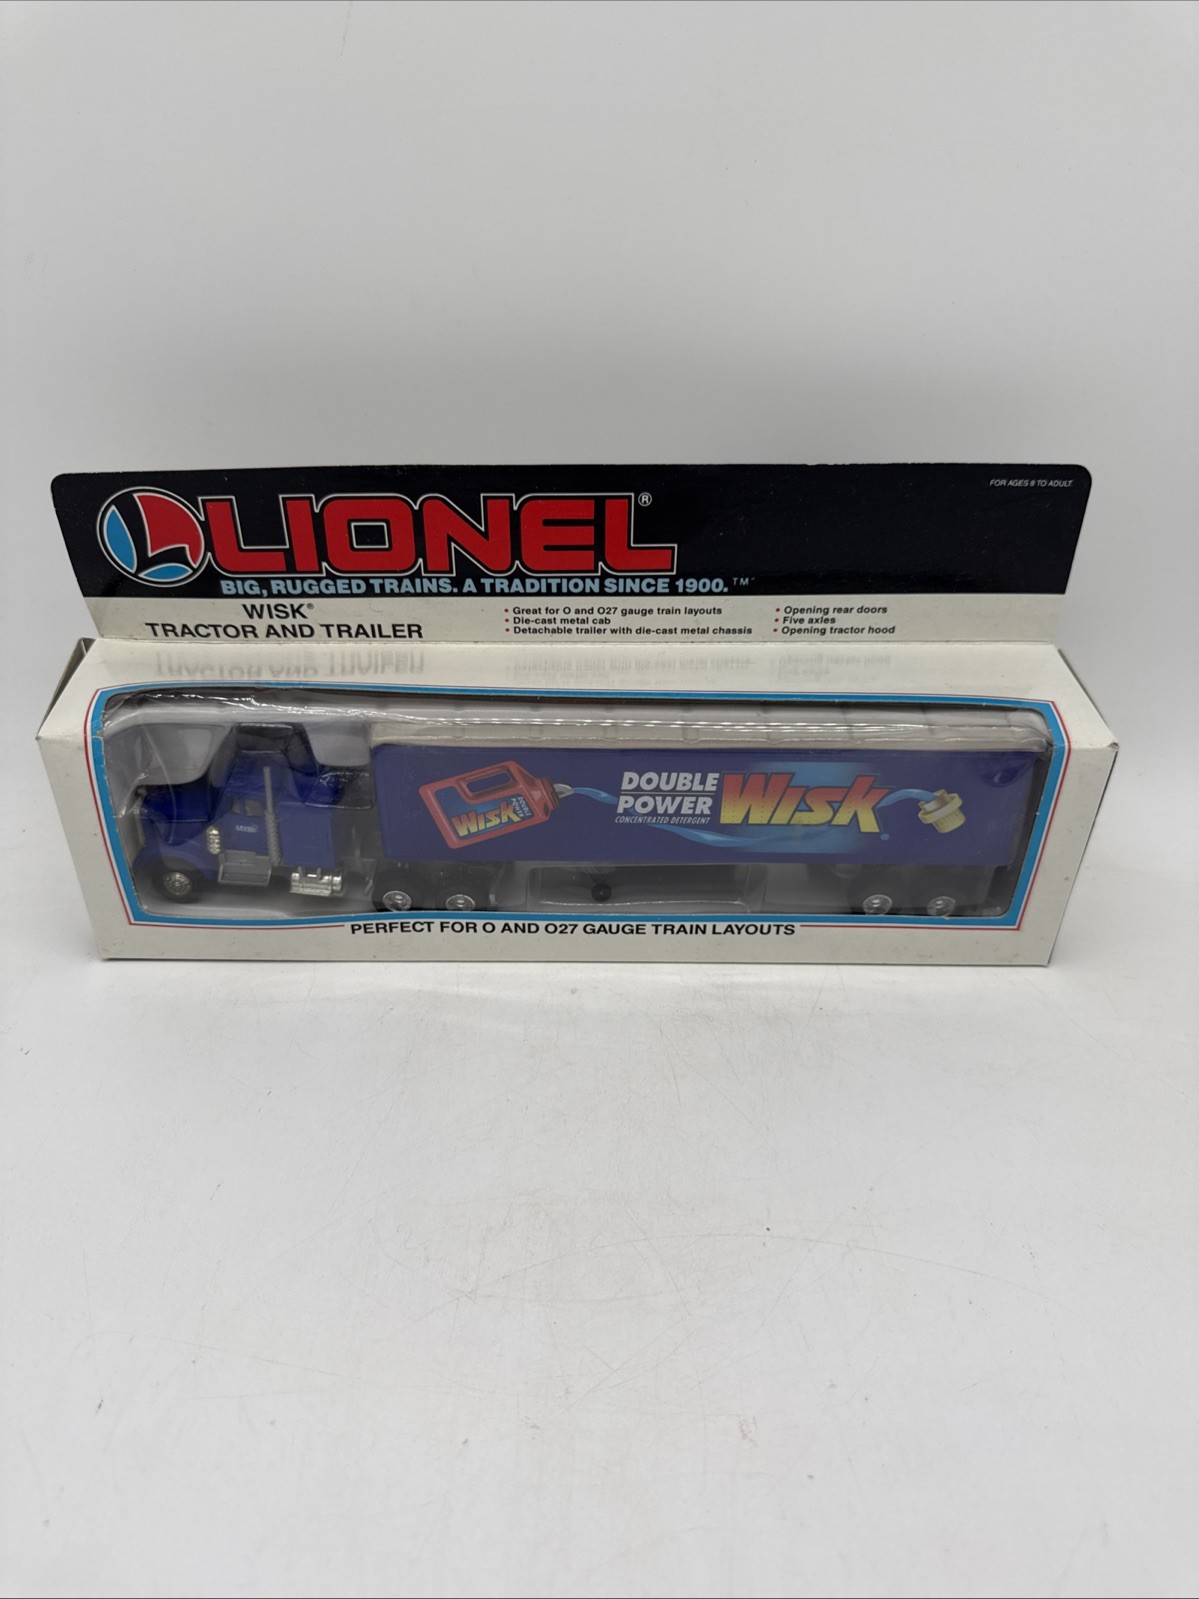 FOR AGES 8 TO ADULT
LIONEL®
BIG, RUGGED TRAINS. A TRADITION SINCE 1900.™
WISK®
TRACTOR AND TRAILER
• Great for O and O27 gauge train layouts
• Die-cast metal cab
• Detachable trailer with die-cast metal chassis
• Opening rear doors
• Five axles
• Opening tractor hood
WISK
DOUBLE POWER
DOUBLE
POWER
CONCENTRATED DETERGENT
WISK
PERFECT FOR O AND O27 GAUGE TRAIN LAYOUTS